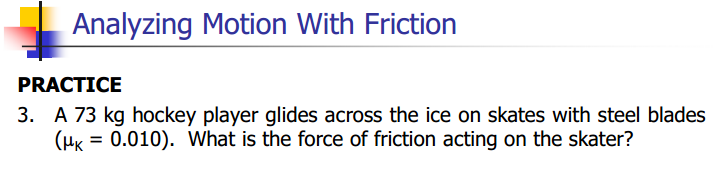 Analyzing Motion With Friction
PRACTICE
3. A 73 kg hockey player glides across the ice on skates with steel blades
(μK = 0.010). What is the force of friction acting on the skater?